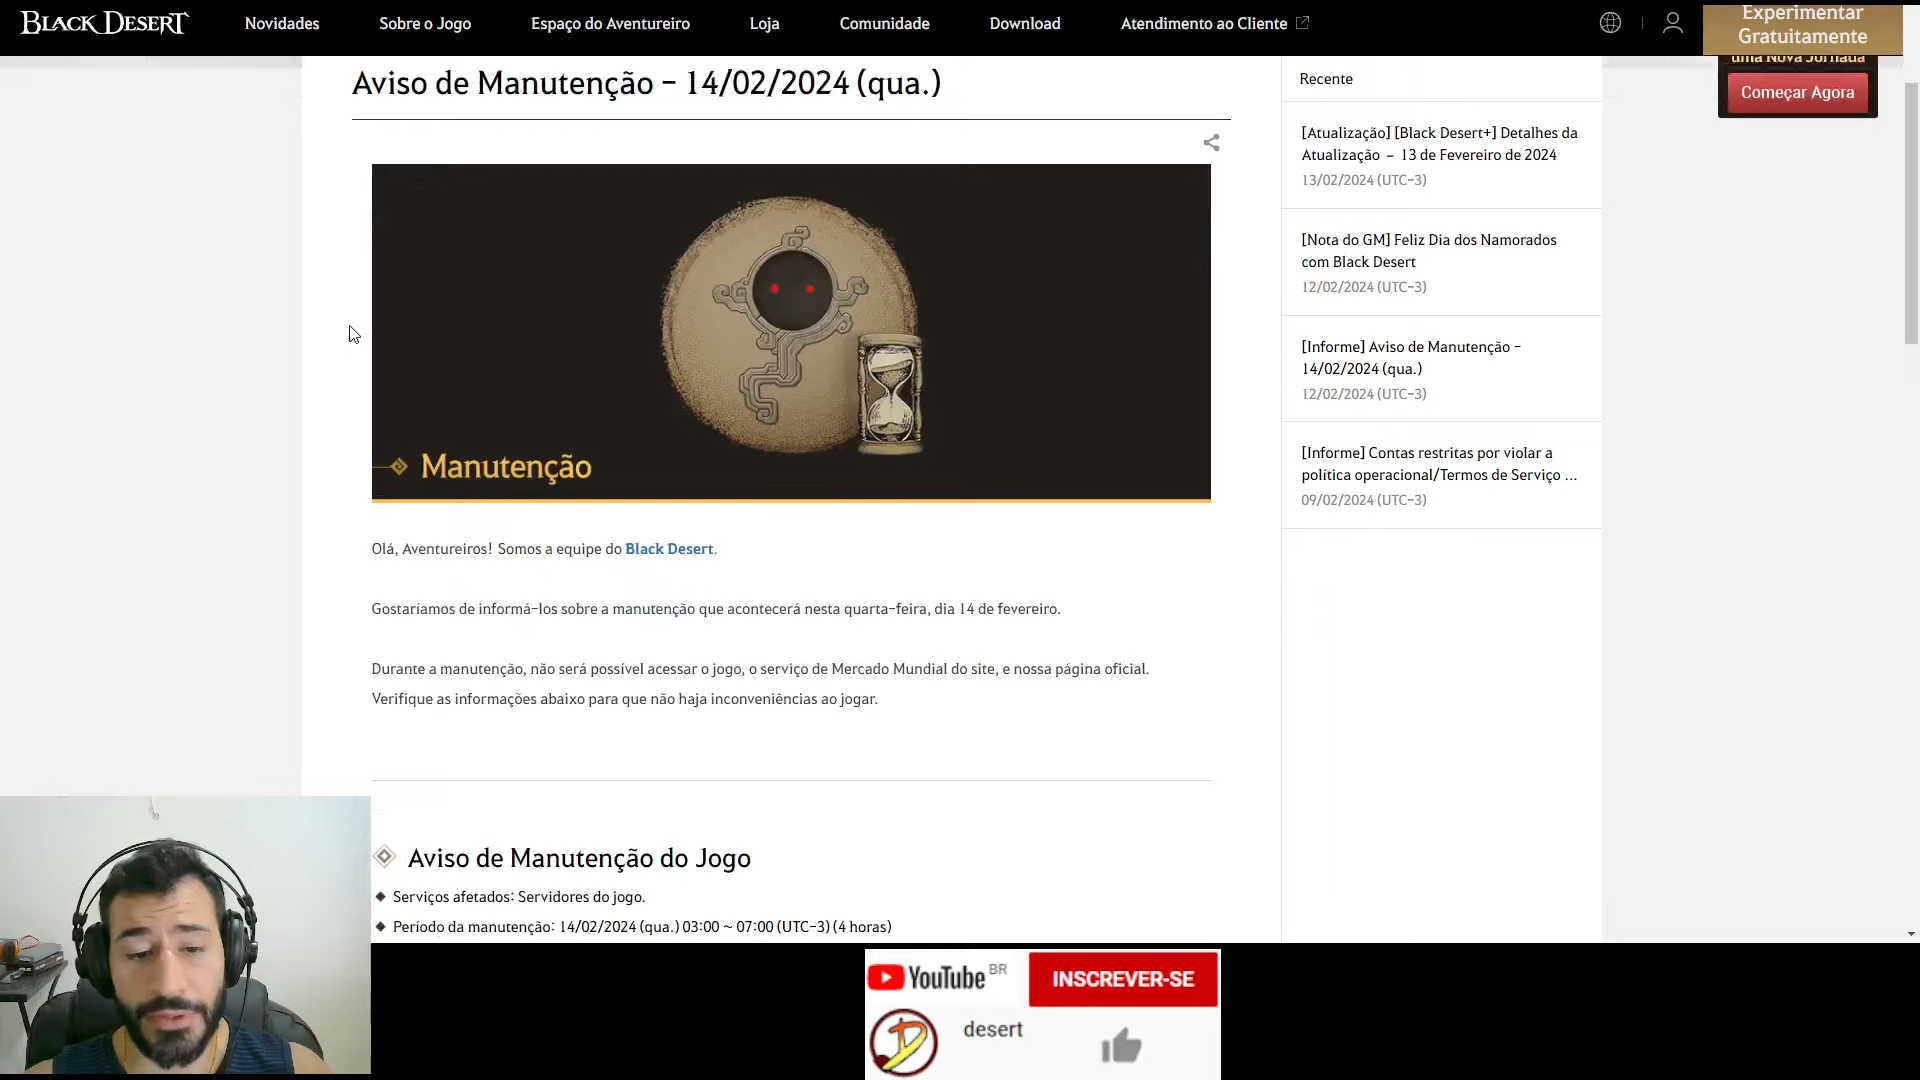 BLACK DESERT
Novidades
Sobre o Jogo
Espaço do Aventureiro
Loja
Comunidade
Download
Atendimento ao Cliente
Experimentar
Gratuitamente
uma Nova Jornada
Começar Agora
Aviso de Manutenção – 14/02/2024 (qua.)
Manutenção
Olá, Aventureiros! Somos a equipe do Black Desert.
Gostaríamos de informá-los sobre a manutenção que acontecerá nesta quarta-feira, dia 14 de fevereiro.
Durante a manutenção, não será possível acessar o jogo, o serviço de Mercado Mundial do site, e nossa página oficial.
Verifique as informações abaixo para que não haja inconveniências ao jogar.
Aviso de Manutenção do Jogo
Serviços afetados: Servidores do jogo.
Período da manutenção: 14/02/2024 (qua.) 03:00 ~ 07:00 (UTC-3) (4 horas)
Recente
[Atualização] [Black Desert+] Detalhes da
Atualização – 13 de Fevereiro de 2024
13/02/2024 (UTC-3)
[Nota do GM] Feliz Dia dos Namorados
com Black Desert
12/02/2024 (UTC-3)
[Informe] Aviso de Manutenção –
14/02/2024 (qua.)
12/02/2024 (UTC-3)
[Informe] Contas restritas por violar a
política operacional/Termos de Serviço ...
09/02/2024 (UTC-3)
YouTube BR
INSCREVER-SE
desert